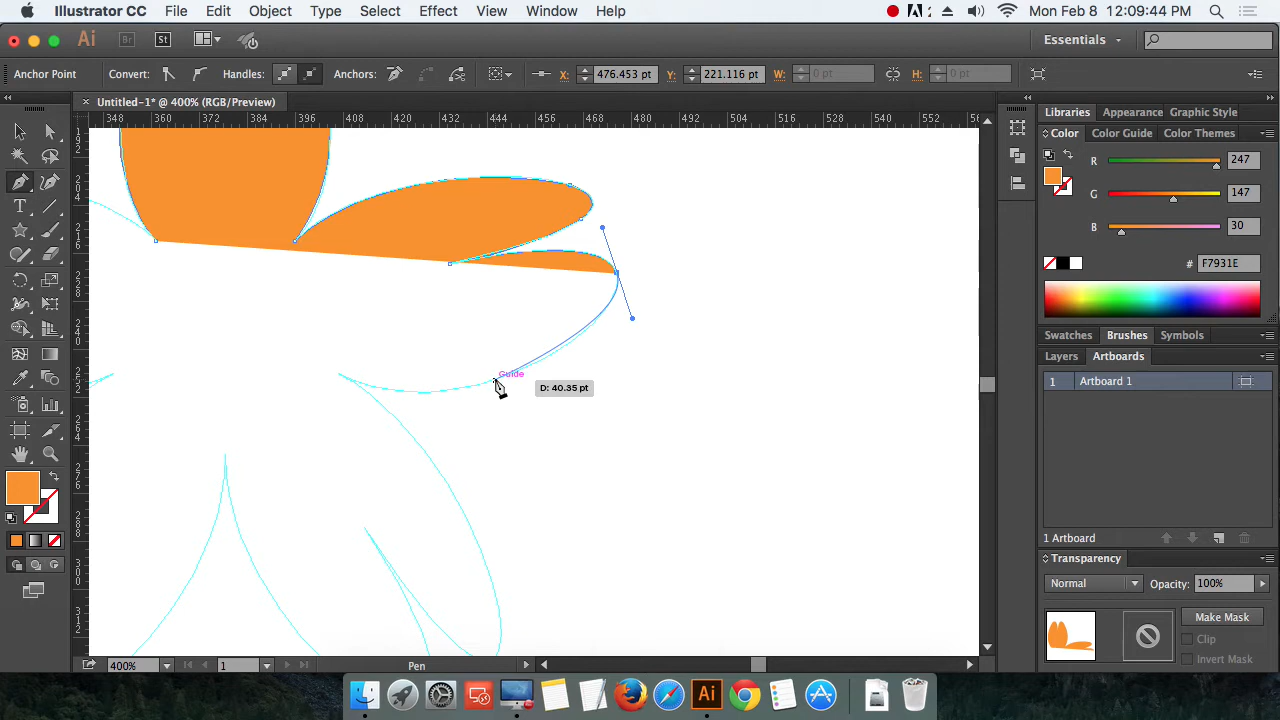 Illustrator CC File Edit Object Type Select Effect View Window Help Mon Feb 8 12:09:44 PM
Ai Br St Essentials
Anchor Point Convert: Handles: Anchors: X: 476.453 pt Y: 221.116 pt W: 0 pt H: 0 pt
Untitled-1* @ 400% (RGB/Preview)
348 360 372 384 396 408 420 432 444 456 468 480 492 504 516 528 540 552
Libraries Appearance Graphic Style
Color Color Guide Color Themes
R 247
G 147
B 30
# F7931E
Swatches Brushes Symbols
Layers Artboards
1 Artboard 1
Guide
D: 40.35 pt
1 Artboard
Transparency
Normal Opacity: 100%
Make Mask
Clip
Invert Mask
400% 1 Pen
Ai